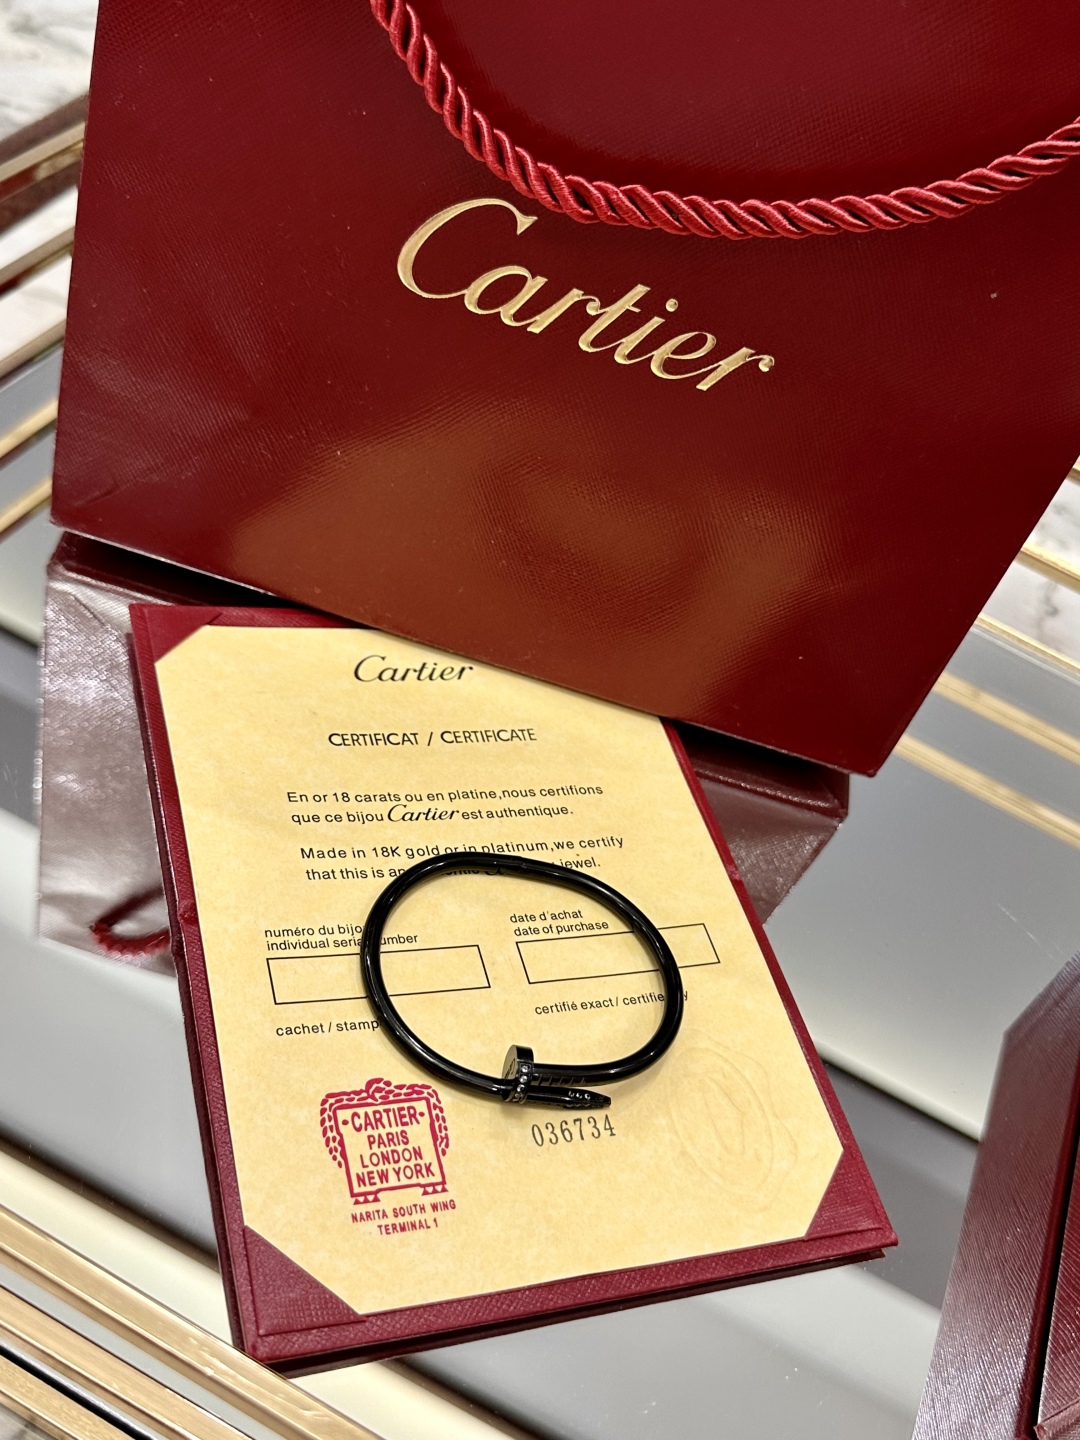 Cartier
Cartier
CERTIFICAT / CERTIFICATE
En or 18 carats ou en platine,nous certifions
que ce bijou Cartier est authentique.
Made in 18K gold or in platinum,we certify
that this is an jewel.
numéro du bijo
individual seria umber
date d'achat
date of purchase
cachet / stamp
certifié exact / certifie y
CARTIER
PARIS
LONDON
NEW YORK
NARITA SOUTH WING
TERMINAL 1
036734